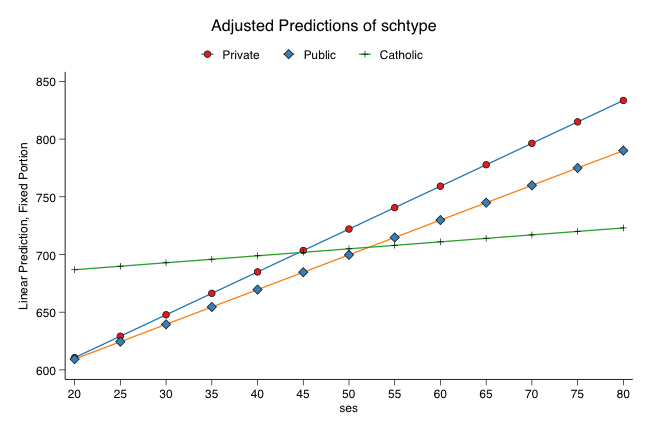 Adjusted Predictions of schtype
Private Public Catholic
Linear Prediction, Fixed Portion
850
800
750
700
650
600
20 25 30 35 40 45 50 55 60 65 70 75 80
ses